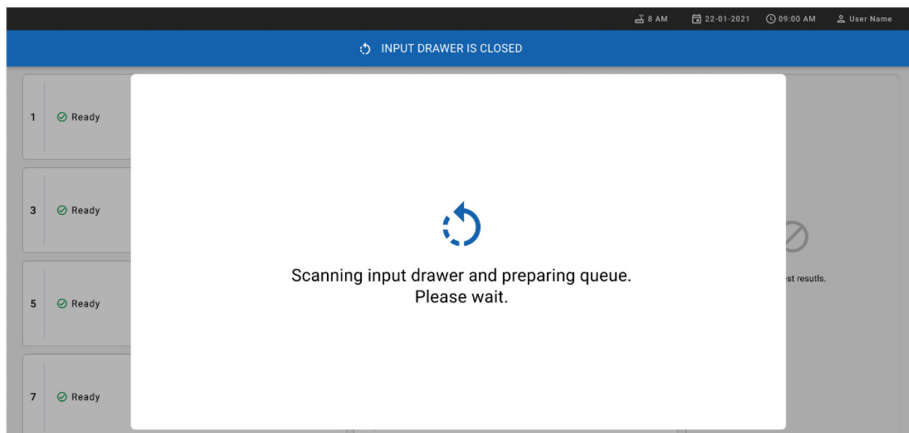 8 AM 22-01-2021 09:00 AM User Name
INPUT DRAWER IS CLOSED
1 Ready
3 Ready
Scanning input drawer and preparing queue.
Please wait.
st resutls.
5 Ready
7 Ready